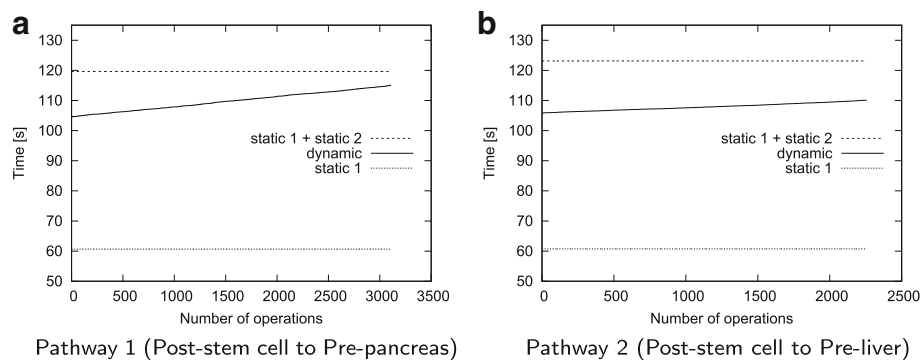 a
130
120
110
100
90
80
70
60
50
Time [s]
static 1 + static 2
dynamic
static 1
0 500 1000 1500 2000 2500 3000 3500
Number of operations
Pathway 1 (Post-stem cell to Pre-pancreas)
b
130
120
110
100
90
80
70
60
50
Time [s]
static 1 + static 2
dynamic
static 1
0 500 1000 1500 2000 2500
Number of operations
Pathway 2 (Post-stem cell to Pre-liver)